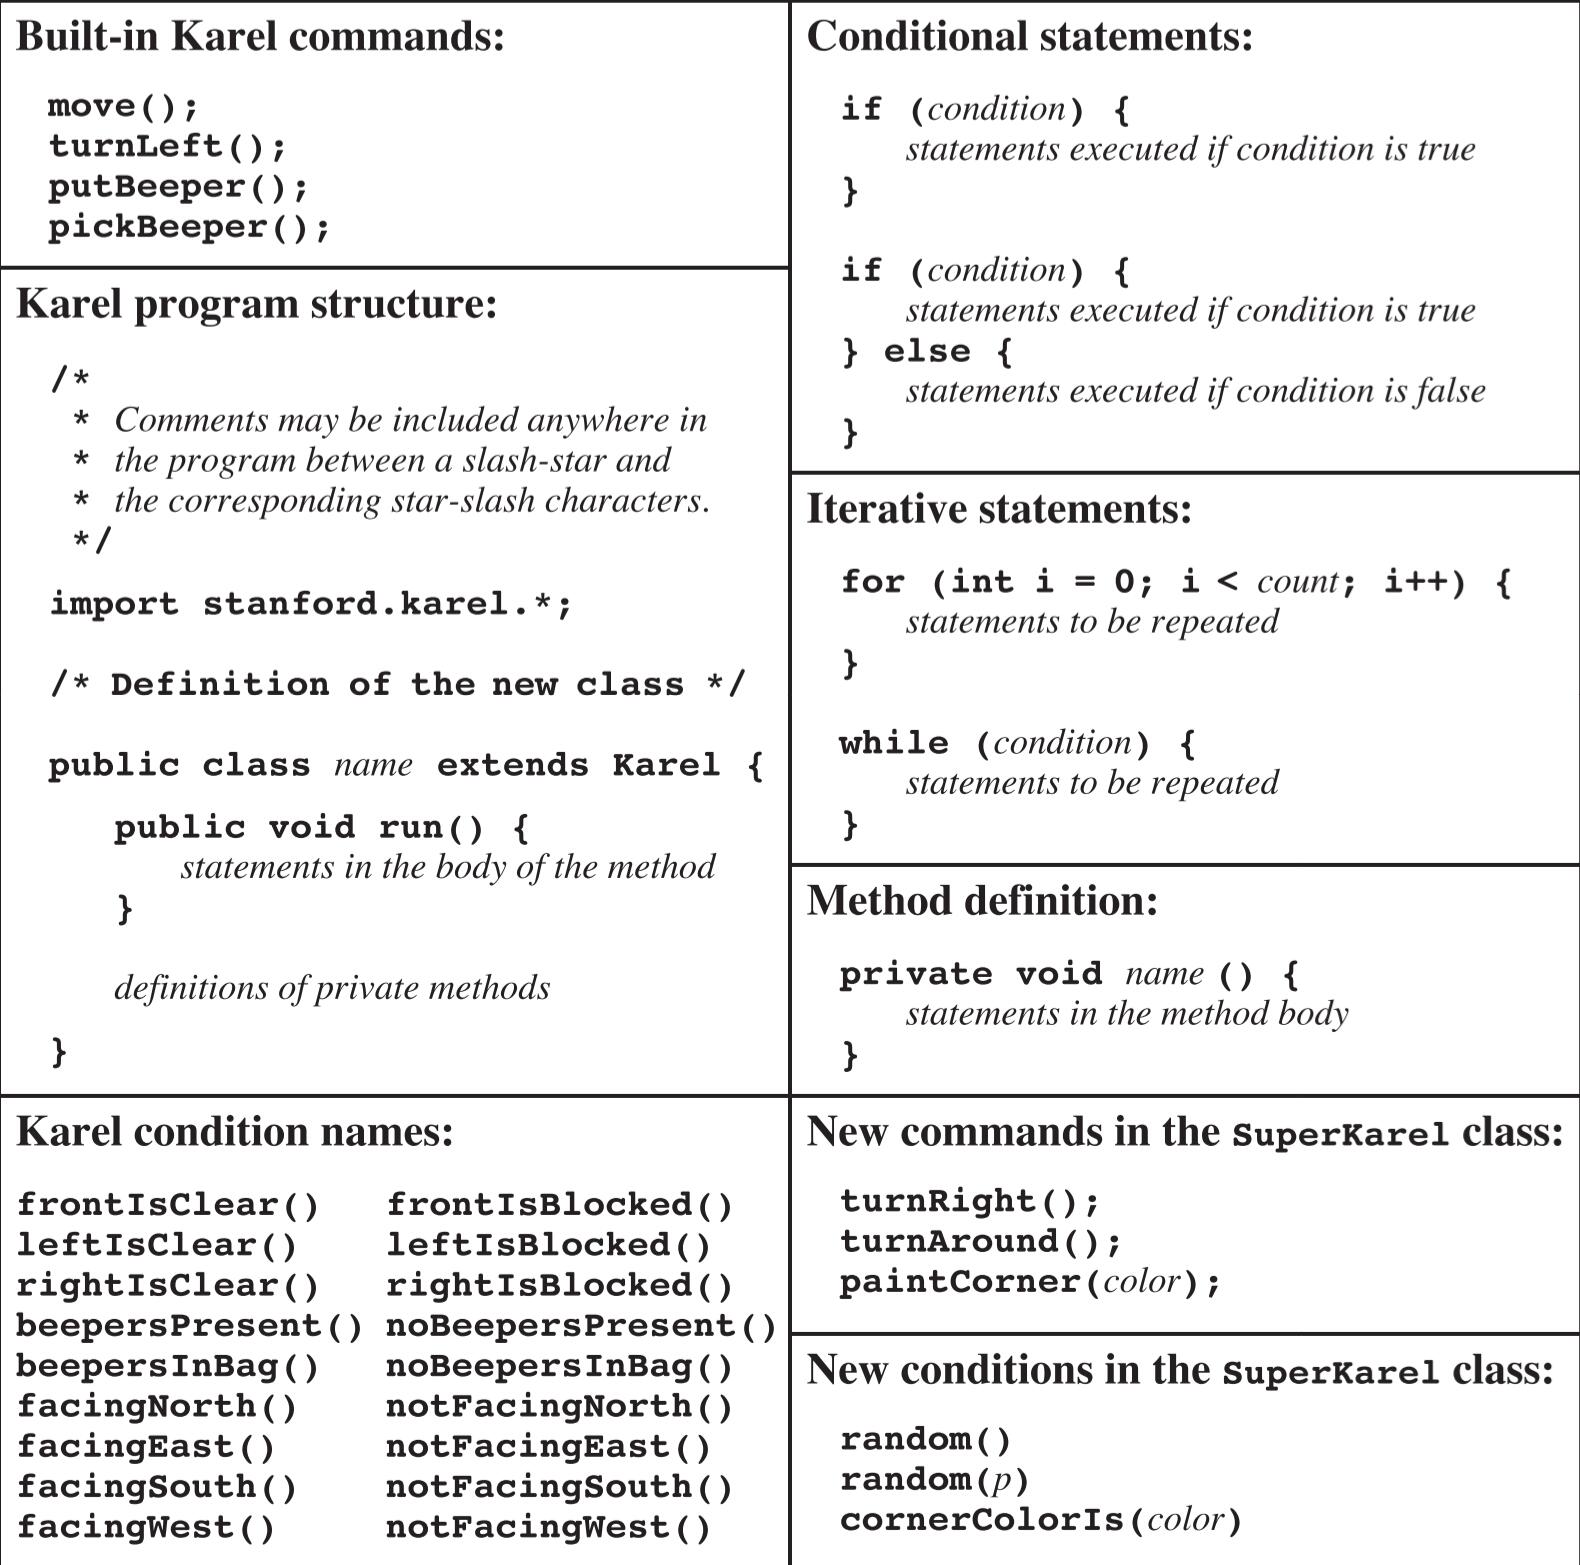 Built-in Karel commands:
move();
turnLeft();
putBeeper();
pickBeeper();
Karel program structure:
/*
* Comments may be included anywhere in
* the program between a slash-star and
* the corresponding star-slash characters.
*/
import stanford.karel.*;
/* Definition of the new class */
public class name extends Karel {
public void run() {
statements in the body of the method
}
definitions of private methods
}
Karel condition names:
frontIsClear() frontIsBlocked()
leftIsClear() leftIsBlocked()
rightIsClear() rightIsBlocked()
beepersPresent() noBeepersPresent()
beepersInBag() noBeepersInBag()
facingNorth() notFacingNorth()
facingEast() notFacingEast()
facingSouth() notFacingSouth()
facingWest() notFacingWest()
Conditional statements:
if (condition) {
statements executed if condition is true
}
if (condition) {
statements executed if condition is true
} else {
statements executed if condition is false
}
Iterative statements:
for (int i = 0; i < count; i++) {
statements to be repeated
}
while (condition) {
statements to be repeated
}
Method definition:
private void name () {
statements in the method body
}
New commands in the SuperKarel class:
turnRight();
turnAround();
paintCorner(color);
New conditions in the SuperKarel class:
random()
random(p)
cornerColorIs(color)